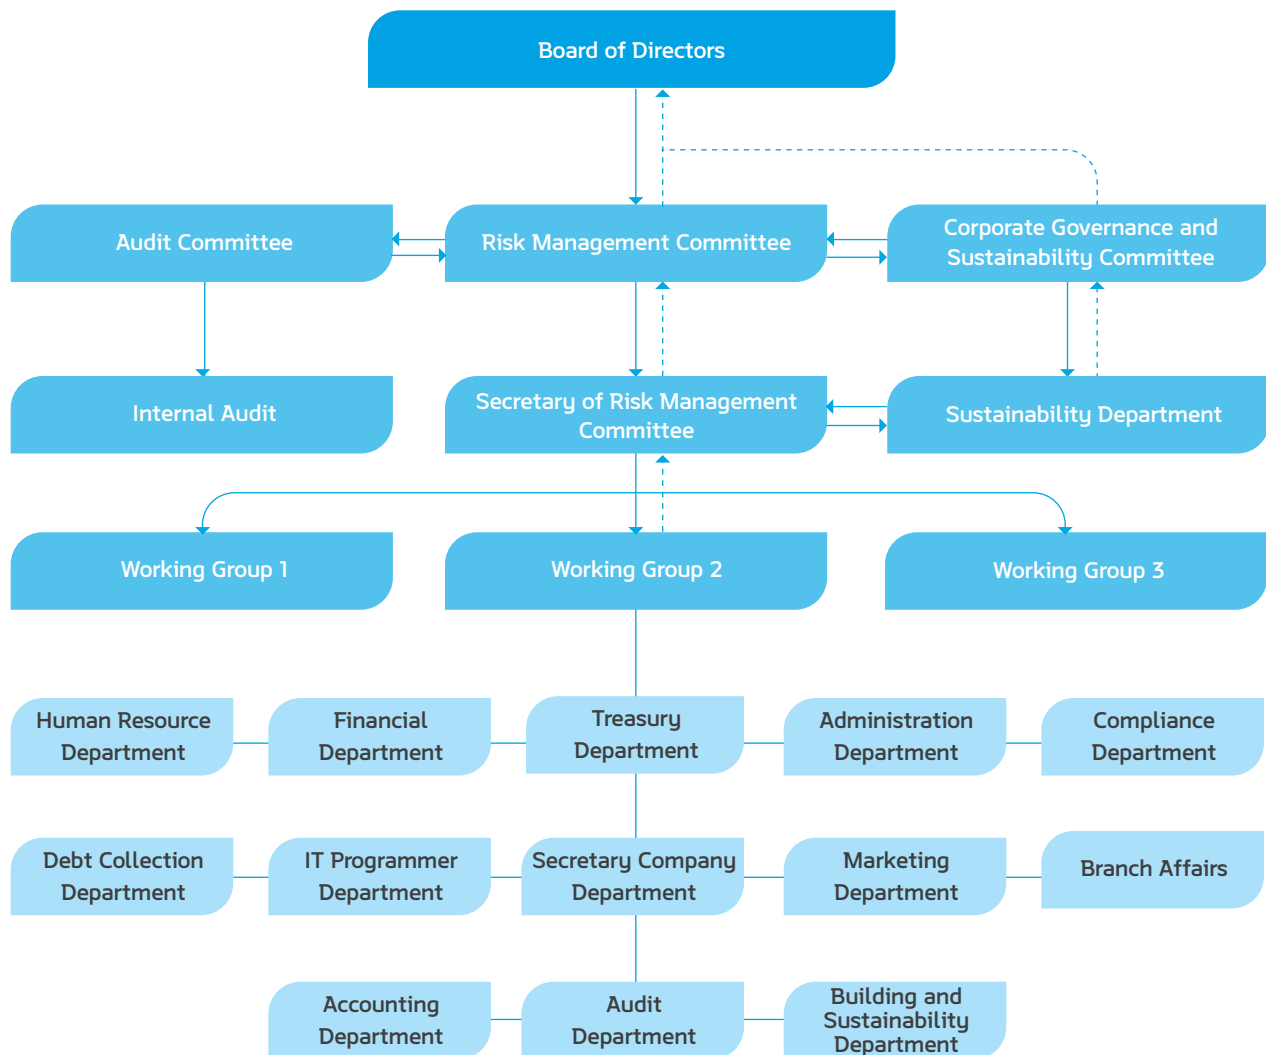 Board of Directors
Audit Committee
Risk Management Committee
Corporate Governance and
Sustainability Committee
Internal Audit
Secretary of Risk Management
Committee
Sustainability Department
Working Group 1
Working Group 2
Working Group 3
Human Resource
Department
Financial
Department
Treasury
Department
Administration
Department
Compliance
Department
Debt Collection
Department
IT Programmer
Department
Secretary Company
Department
Marketing
Department
Branch Affairs
Accounting
Department
Audit
Department
Building and
Sustainability
Department